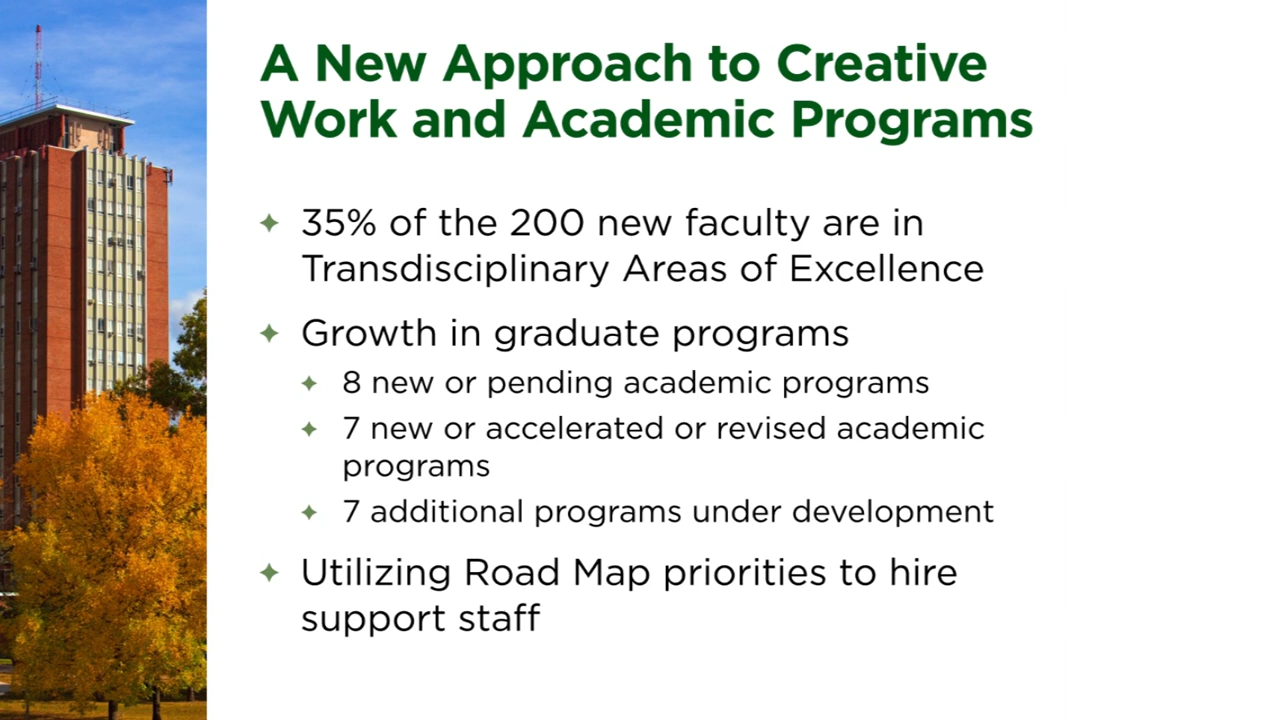 A New Approach to Creative
Work and Academic Programs
35% of the 200 new faculty are in
Transdisciplinary Areas of Excellence
Growth in graduate programs
8 new or pending academic programs
7 new or accelerated or revised academic
programs
7 additional programs under development
Utilizing Road Map priorities to hire
support staff